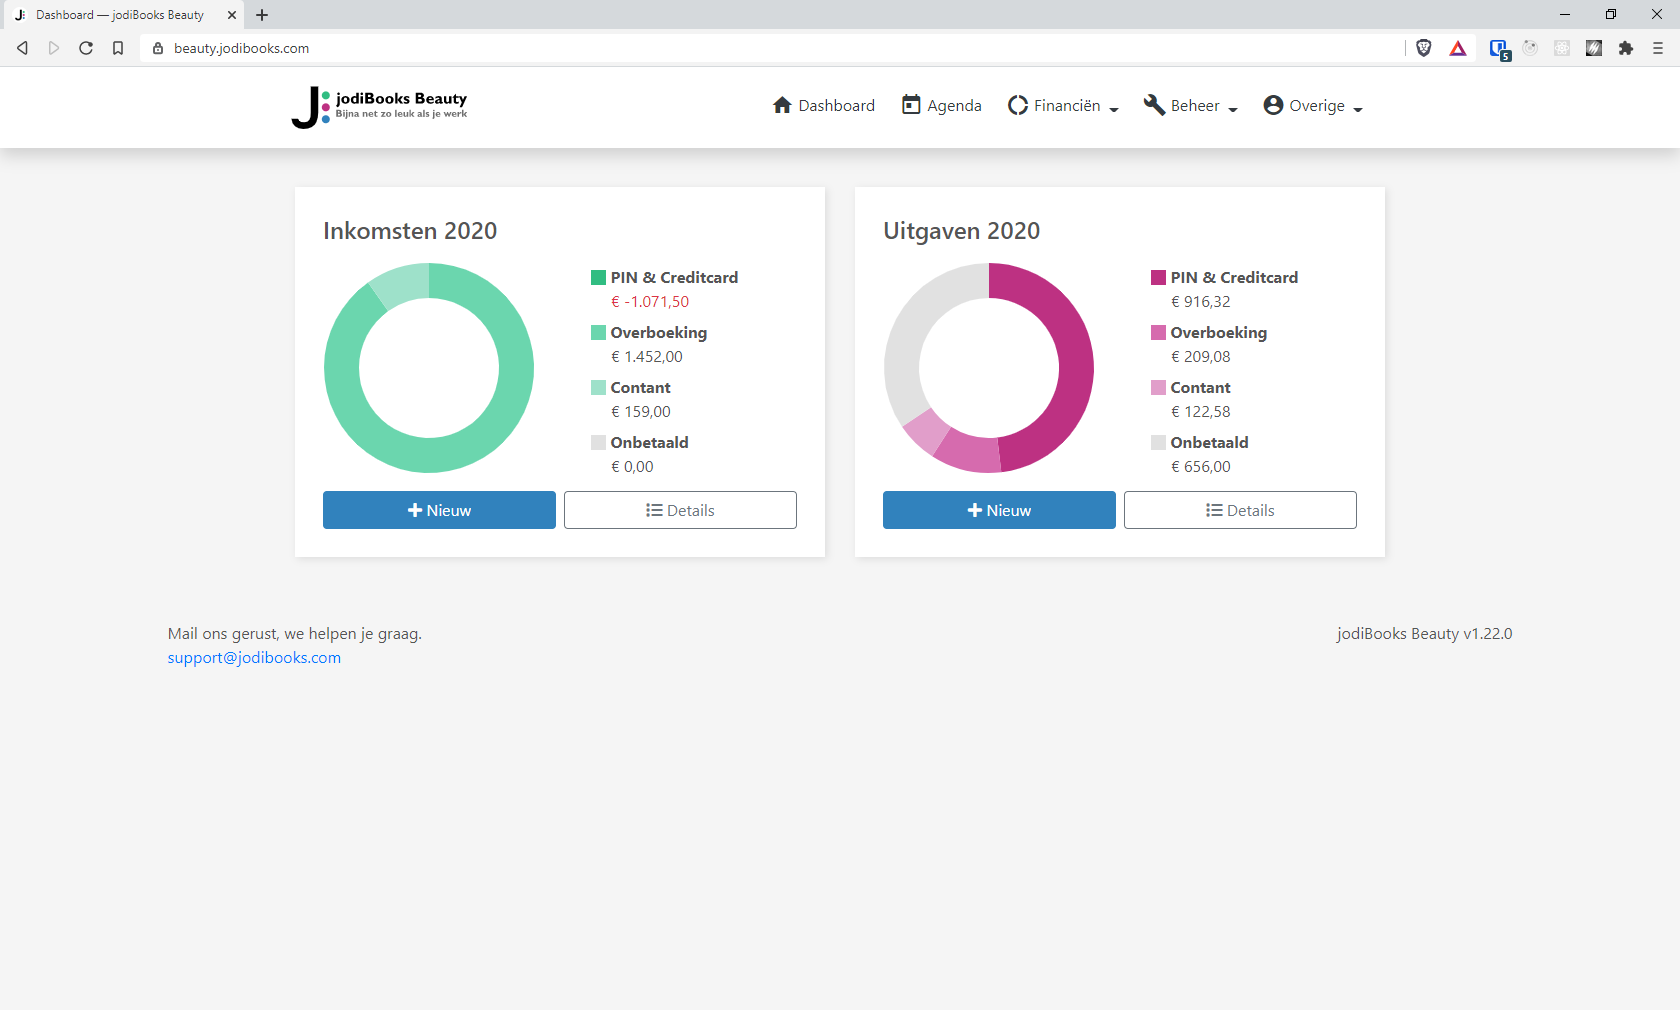 Dashboard — jodiBooks Beauty
beauty.jodibooks.com
5
jodiBooks Beauty
Bijna net zo leuk als je werk
Dashboard
Agenda
Financiën
Beheer
Overige
Inkomsten 2020
PIN & Creditcard
€ -1.071,50
Overboeking
€ 1.452,00
Contant
€ 159,00
Onbetaald
€ 0,00
Nieuw
Details
Uitgaven 2020
PIN & Creditcard
€ 916,32
Overboeking
€ 209,08
Contant
€ 122,58
Onbetaald
€ 656,00
Nieuw
Details
Mail ons gerust, we helpen je graag.
support@jodibooks.com
jodiBooks Beauty v1.22.0